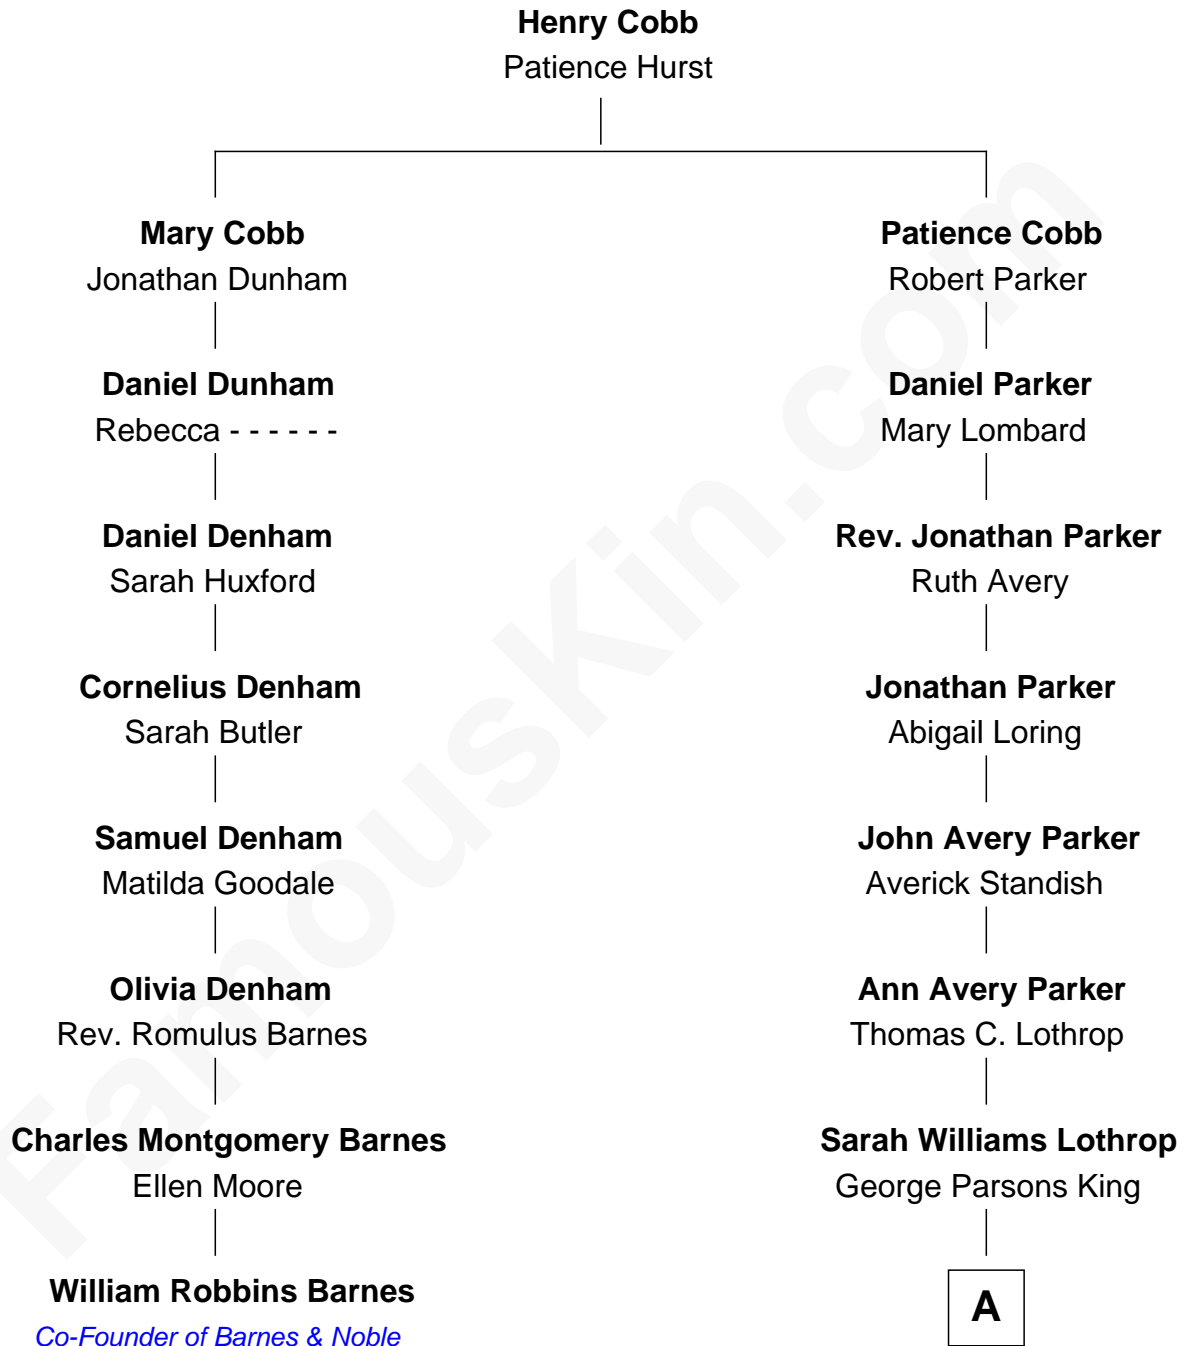 Henry Cobb
Patience Hurst
Mary Cobb
Jonathan Dunham
Daniel Dunham
Rebecca - - - - - -
Daniel Denham
Sarah Huxford
Cornelius Denham
Sarah Butler
Samuel Denham
Matilda Goodale
Olivia Denham
Rev. Romulus Barnes
Charles Montgomery Barnes
Ellen Moore
William Robbins Barnes
Co-Founder of Barnes & Noble
Patience Cobb
Robert Parker
Daniel Parker
Mary Lombard
Rev. Jonathan Parker
Ruth Avery
Jonathan Parker
Abigail Loring
John Avery Parker
Averick Standish
Ann Avery Parker
Thomas C. Lothrop
Sarah Williams Lothrop
George Parsons King
A
FamousKin.com